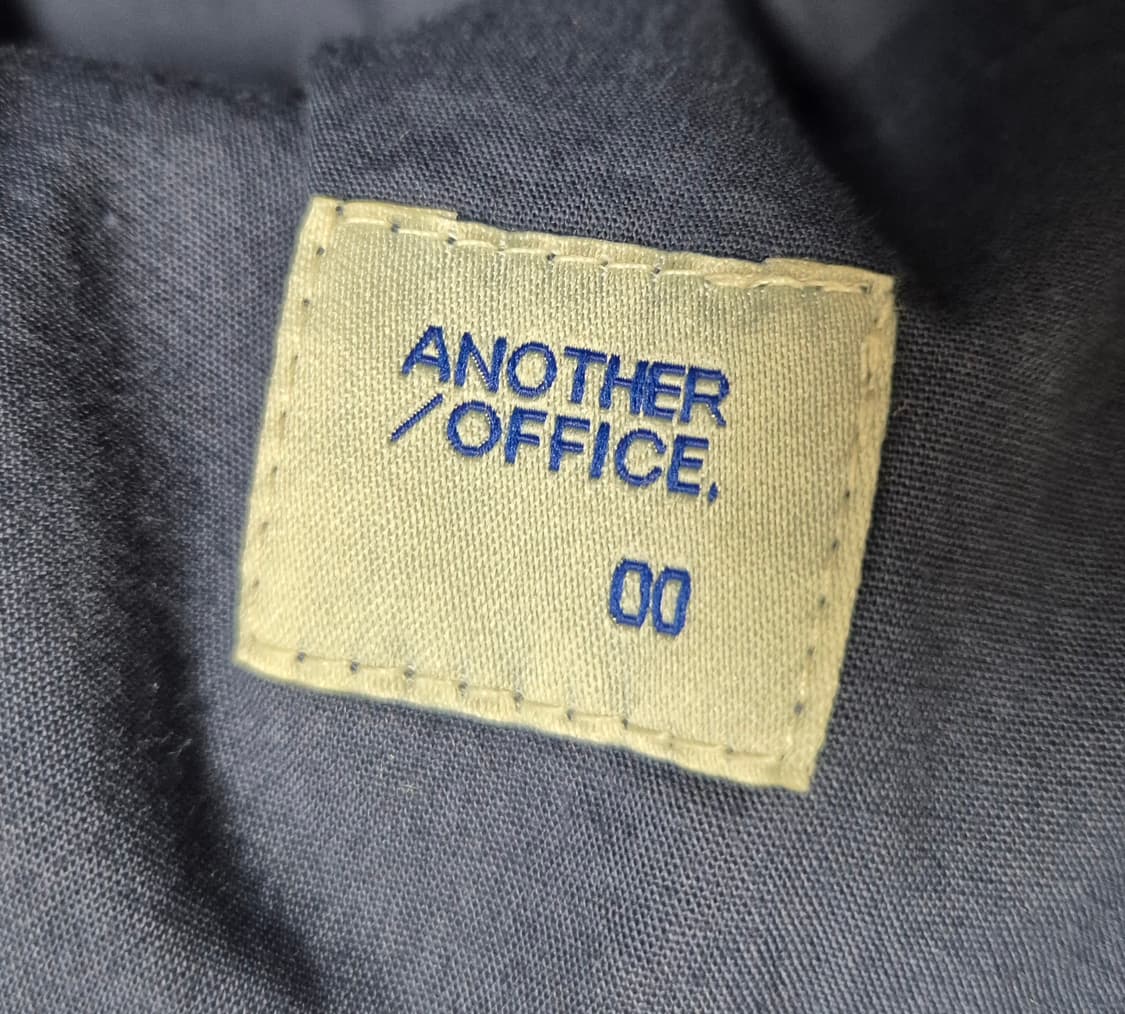 ANOTHER
/OFFICE.
00